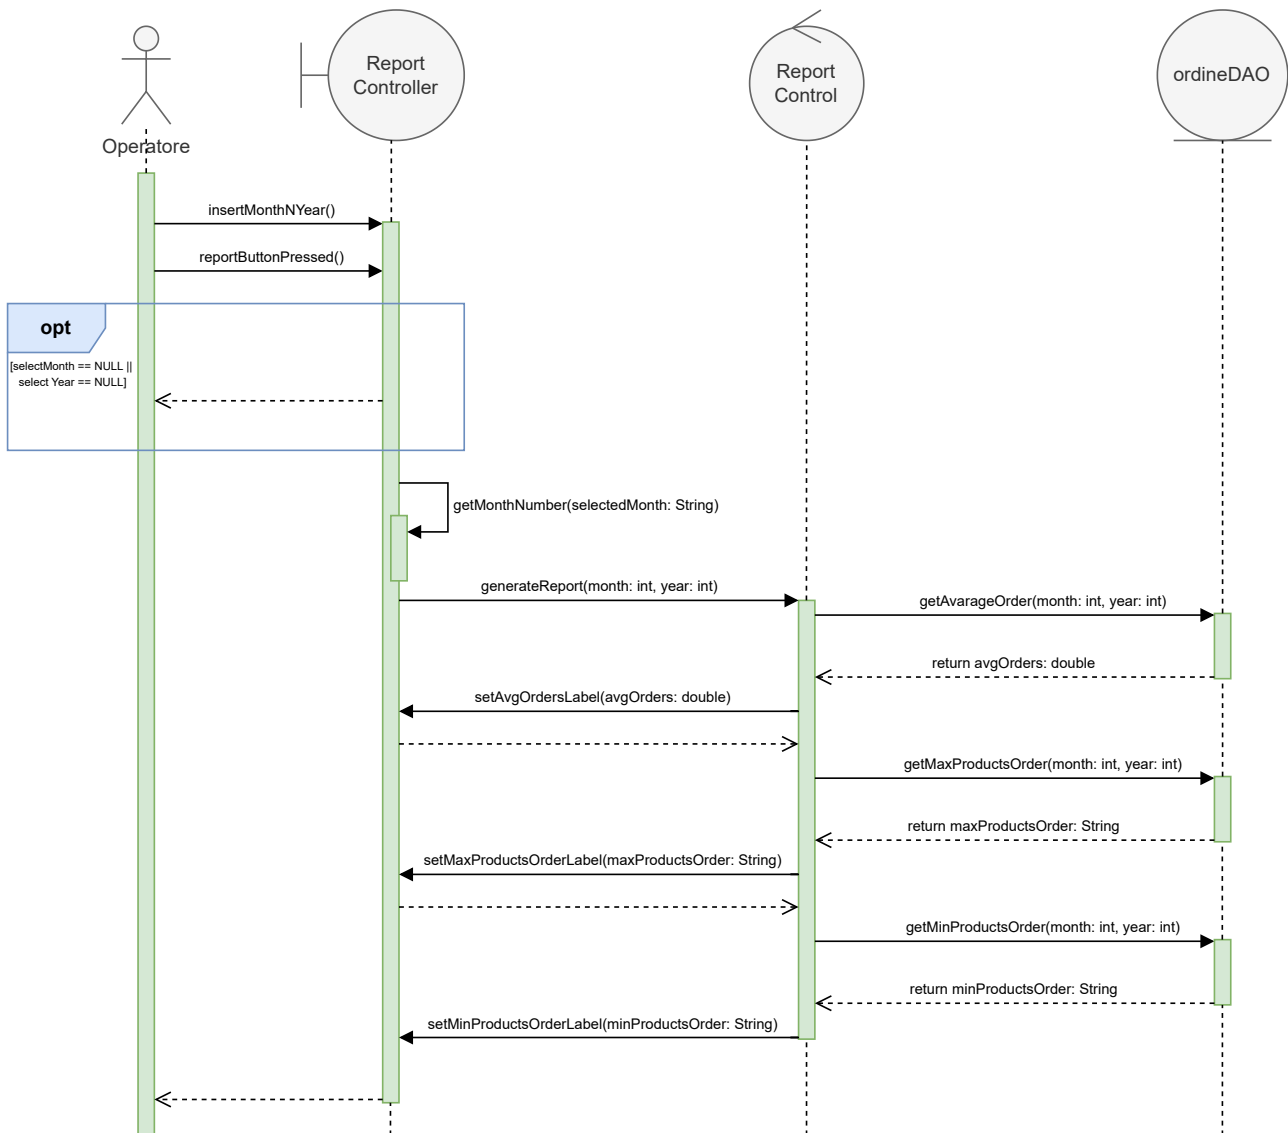 Report
Controller
Report
Control
ordineDAO
Operatore
insertMonthNYear()
reportButtonPressed()
opt
[selectMonth == NULL ||
select Year == NULL]
getMonthNumber(selectedMonth: String)
generateReport(month: int, year: int)
getAvarageOrder(month: int, year: int)
return avgOrders: double
setAvgOrdersLabel(avgOrders: double)
getMaxProductsOrder(month: int, year: int)
return maxProductsOrder: String
setMaxProductsOrderLabel(maxProductsOrder: String)
getMinProductsOrder(month: int, year: int)
return minProductsOrder: String
setMinProductsOrderLabel(minProductsOrder: String)